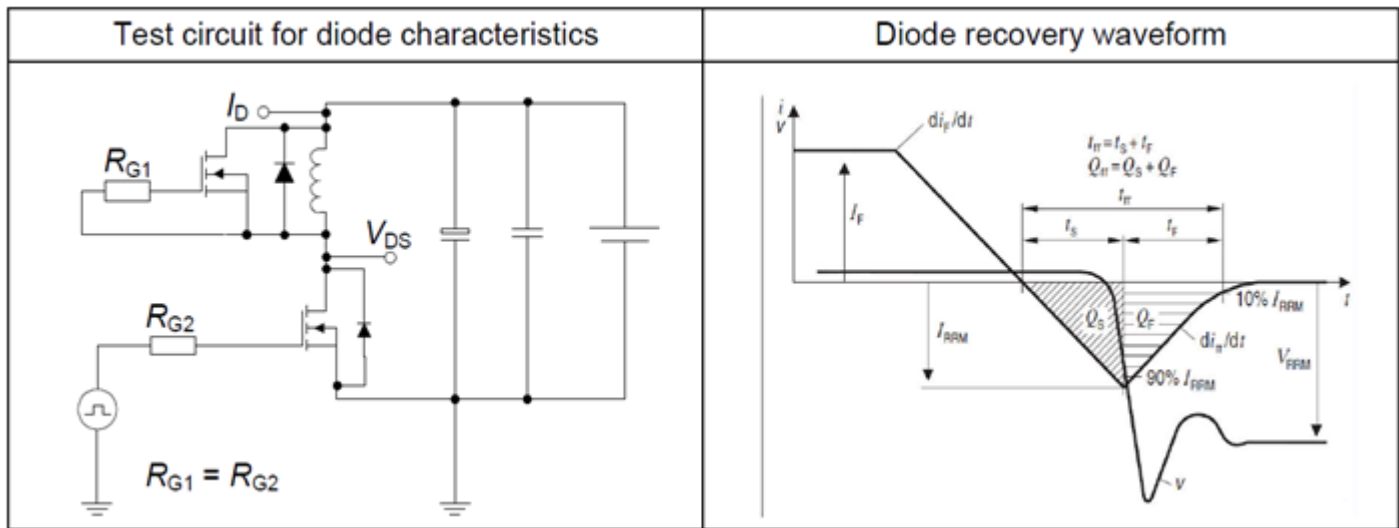 Test circuit for diode characteristics
Diode recovery waveform
I_D
R_G1
V_DS
R_G2
R_G1 = R_G2
i
V
di_F/dt
t_rr = t_S + t_F
Q_rr = Q_S + Q_F
t_rr
I_F
t_S
t_F
t
10% I_RRM
Q_S
Q_F
I_RRM
di_rr/dt
V_RRM
90% I_RRM
v